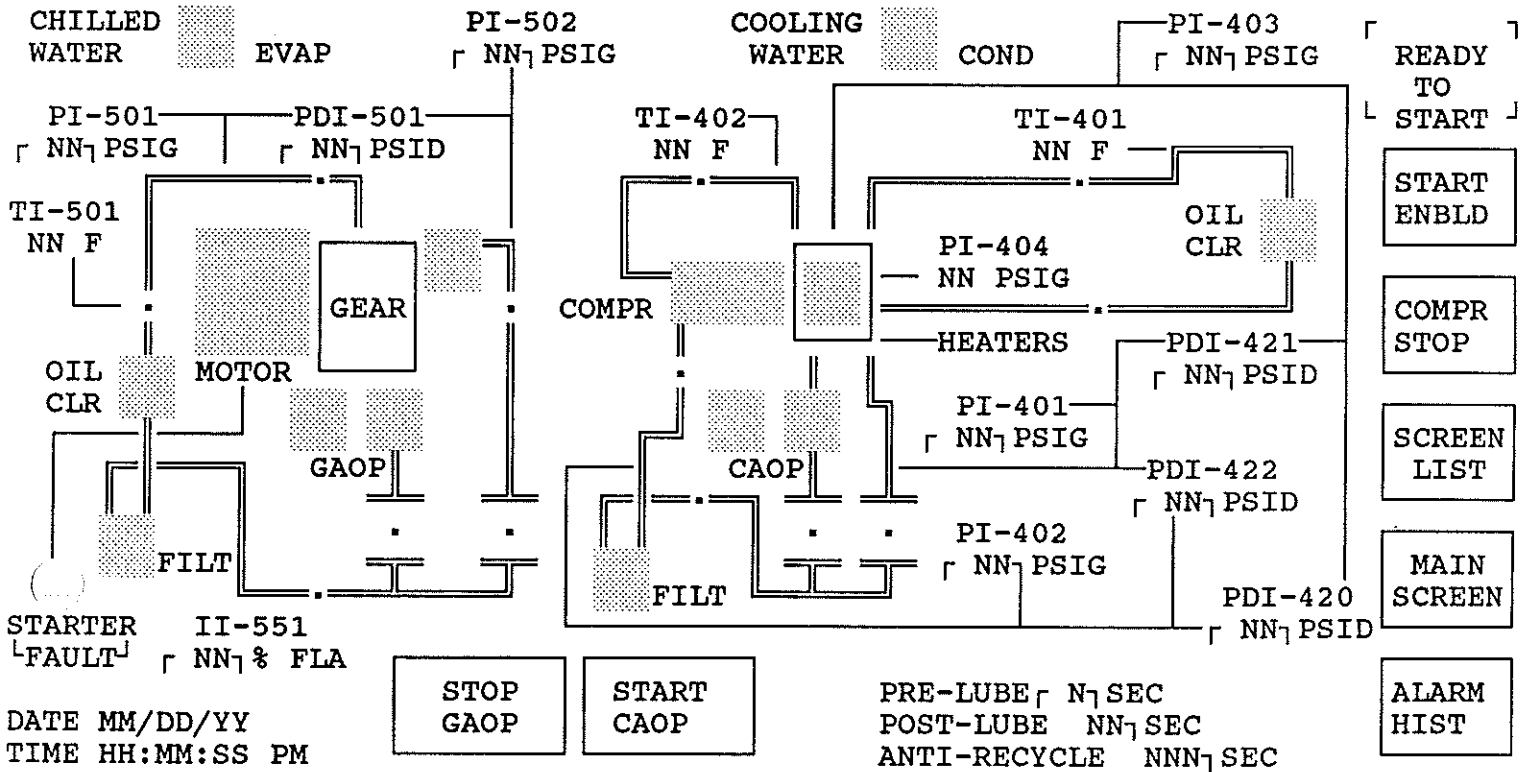 CHILLED
WATER
EVAP
PI-502
┌ NN┐PSIG
COOLING
WATER
COND
PI-403
┌ NN┐PSIG
┌ ┐
READY
TO
└ START ┘
PI-501
┌ NN┐PSIG
PDI-501
┌ NN┐PSID
TI-402
NN F
TI-401
NN F
START
ENBLD
TI-501
NN F
OIL
CLR
GEAR
COMPR
PI-404
NN PSIG
HEATERS
COMPR
STOP
OIL
CLR
MOTOR
PDI-421
┌ NN┐PSID
PI-401
┌ NN┐PSIG
SCREEN
LIST
GAOP
CAOP
PDI-422
┌ NN┐PSID
FILT
FILT
PI-402
┌ NN┐PSIG
MAIN
SCREEN
STARTER
└FAULT┘
II-551
┌ NN┐% FLA
PDI-420
┌ NN┐PSID
STOP
GAOP
START
CAOP
PRE-LUBE┌ N┐SEC
POST-LUBE NN┐SEC
ANTI-RECYCLE NNN┐SEC
ALARM
HIST
DATE MM/DD/YY
TIME HH:MM:SS PM